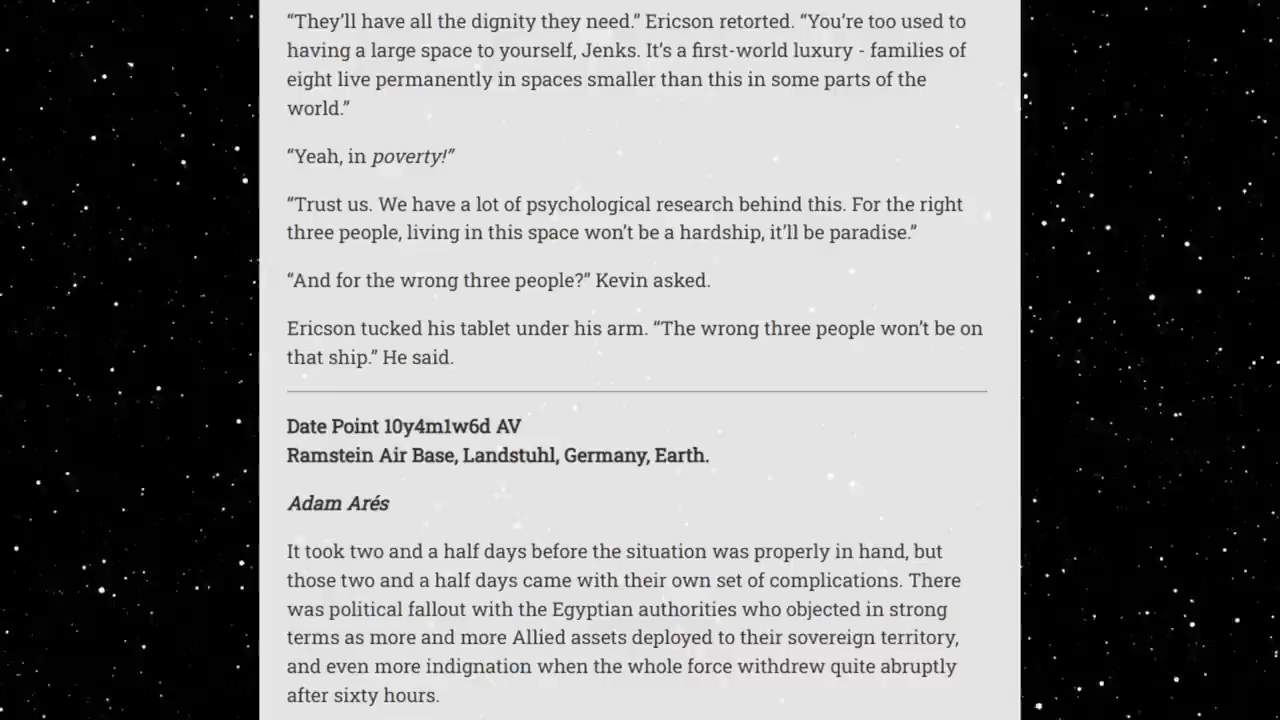 “They’ll have all the dignity they need.” Ericson retorted. “You’re too used to
having a large space to yourself, Jenks. It’s a first-world luxury - families of
eight live permanently in spaces smaller than this in some parts of the
world.”
“Yeah, in poverty!”
“Trust us. We have a lot of psychological research behind this. For the right
three people, living in this space won’t be a hardship, it’ll be paradise.”
“And for the wrong three people?” Kevin asked.
Ericson tucked his tablet under his arm. “The wrong three people won’t be on
that ship.” He said.
Date Point 10y4m1w6d AV
Ramstein Air Base, Landstuhl, Germany, Earth.
Adam Arés
It took two and a half days before the situation was properly in hand, but
those two and a half days came with their own set of complications. There
was political fallout with the Egyptian authorities who objected in strong
terms as more and more Allied assets deployed to their sovereign territory,
and even more indignation when the whole force withdrew quite abruptly
after sixty hours.